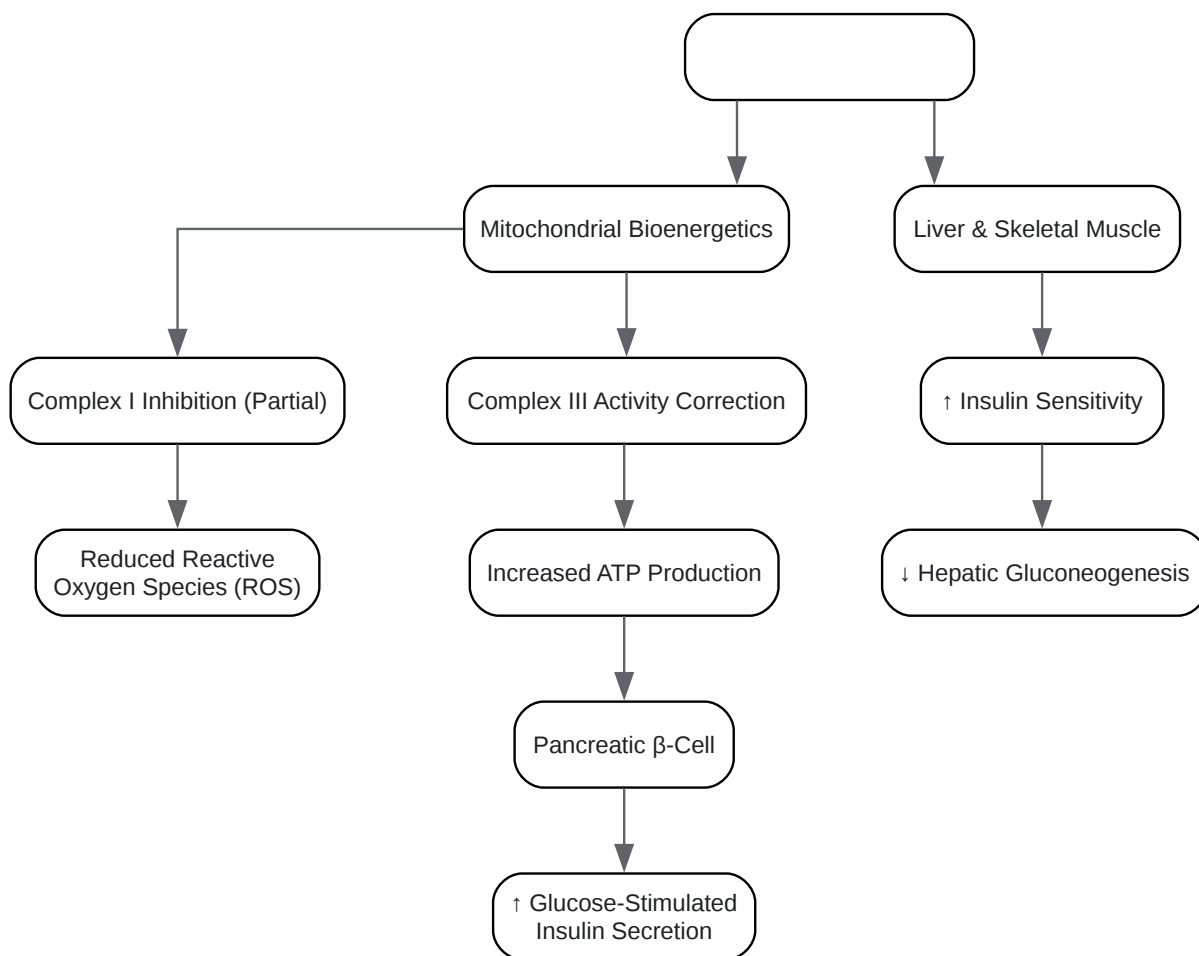 Mitochondrial Bioenergetics
Liver & Skeletal Muscle
Complex I Inhibition (Partial)
Complex III Activity Correction
↑ Insulin Sensitivity
Reduced Reactive
Oxygen Species (ROS)
Increased ATP Production
↓ Hepatic Gluconeogenesis
Pancreatic β-Cell
↑ Glucose-Stimulated
Insulin Secretion